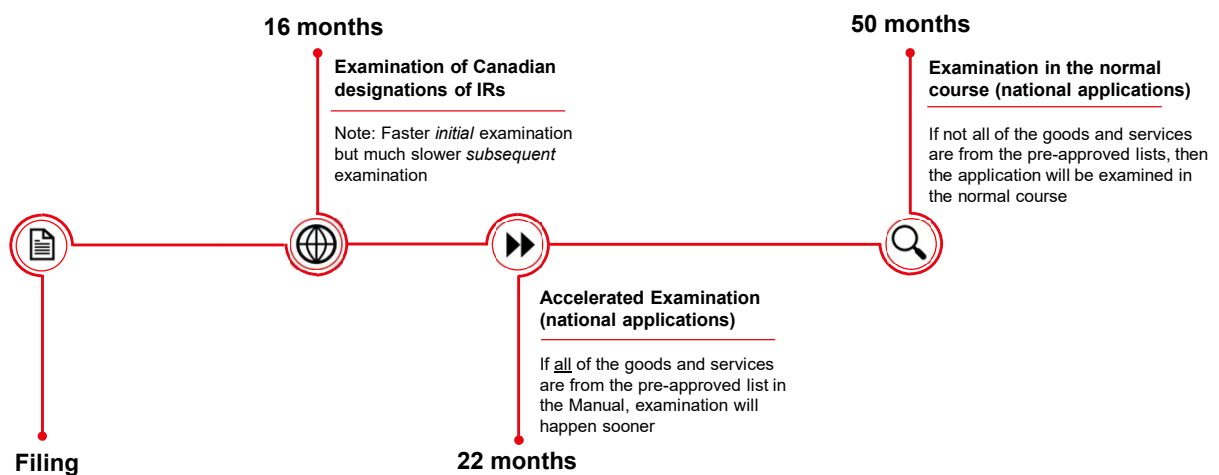 16 months
Examination of Canadian
designations of IRs
Note: Faster initial examination
but much slower subsequent
examination
50 months
Examination in the normal
course (national applications)
If not all of the goods and services
are from the pre-approved lists, then
the application will be examined in
the normal course
Accelerated Examination
(national applications)
If all of the goods and services
are from the pre-approved list in
the Manual, examination will
happen sooner
Filing
22 months